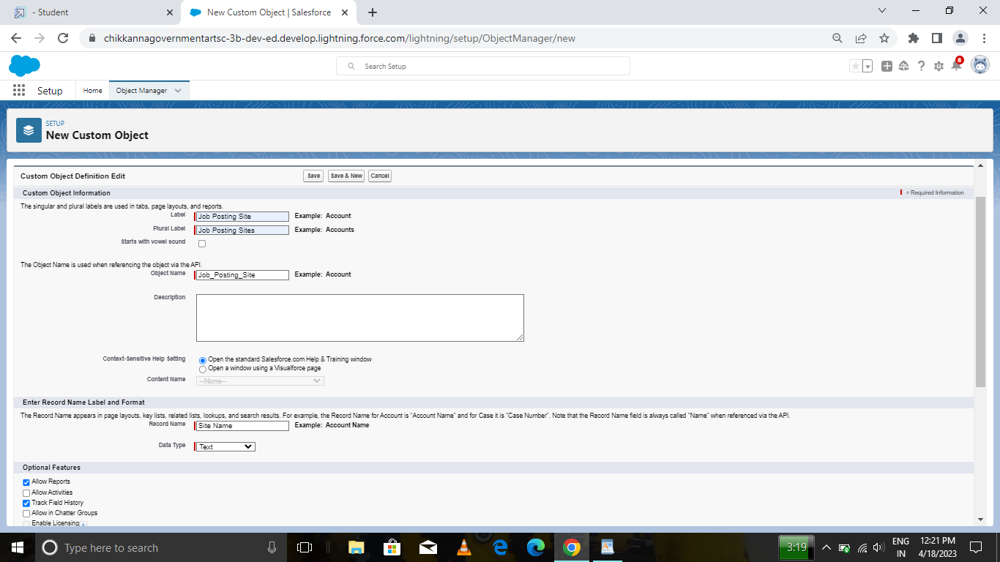 - Student
New Custom Object | Salesforce
chikkannagovernmentartsc-3b-dev-ed.develop.lightning.force.com/lightning/setup/ObjectManager/new
Search Setup
8
Setup
Home
Object Manager
SETUP
New Custom Object
Custom Object Definition Edit
Save
Save & New
Cancel
Custom Object Information
= Required Information
The singular and plural labels are used in tabs, page layouts, and reports.
Label
Job Posting Site
Example: Account
Plural Label
Job Posting Sites
Example: Accounts
Starts with vowel sound
The Object Name is used when referencing the object via the API.
Object Name
Job_Posting_Site
Example: Account
Description
Context-Sensitive Help Setting
Open the standard Salesforce.com Help & Training window
Open a window using a Visualforce page
Content Name
--None--
Enter Record Name Label and Format
The Record Name appears in page layouts, key lists, related lists, lookups, and search results. For example, the Record Name for Account is "Account Name" and for Case it is "Case Number". Note that the Record Name field is always called "Name" when referenced via the API.
Record Name
Site Name
Example: Account Name
Data Type
Text
Optional Features
Allow Reports
Allow Activities
Track Field History
Allow in Chatter Groups
Enable Licensing
Type here to search
3:19
ENG
IN
12:21 PM
4/18/2023